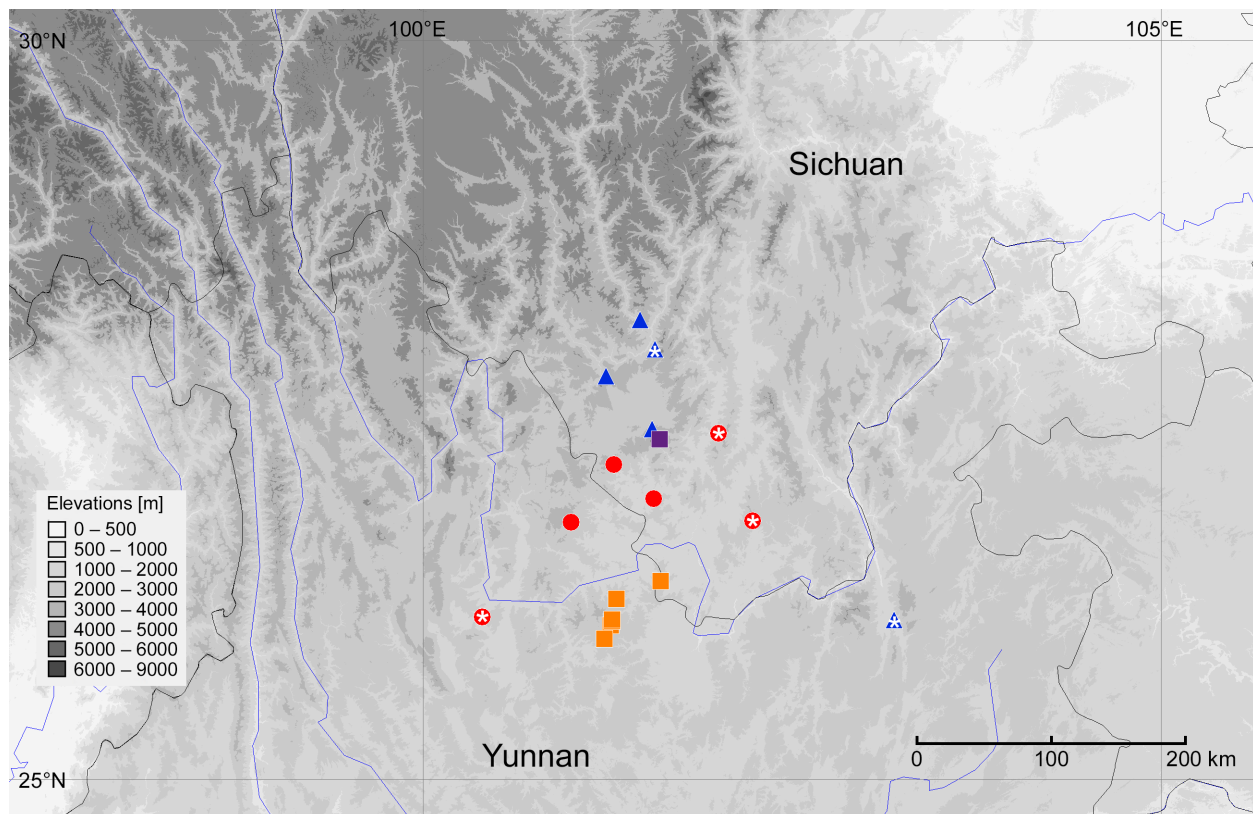 100°E
105°E
30°N
Sichuan
Elevations [m]
0 – 500
500 – 1000
1000 – 2000
2000 – 3000
3000 – 4000
4000 – 5000
5000 – 6000
6000 – 9000
Yunnan
0 100 200 km
25°N